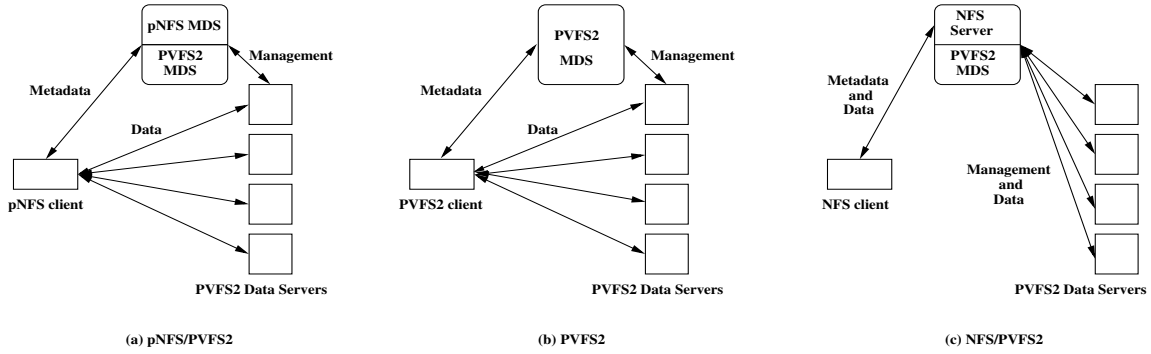 pNFS MDS
PVFS2
MDS
Management
Metadata
Data
pNFS client
PVFS2 Data Servers
(a) pNFS/PVFS2
PVFS2
MDS
Management
Metadata
Data
PVFS2 client
PVFS2 Data Servers
(b) PVFS2
NFS
Server
PVFS2
MDS
Metadata
and
Data
Management
and
Data
NFS client
PVFS2 Data Servers
(c) NFS/PVFS2